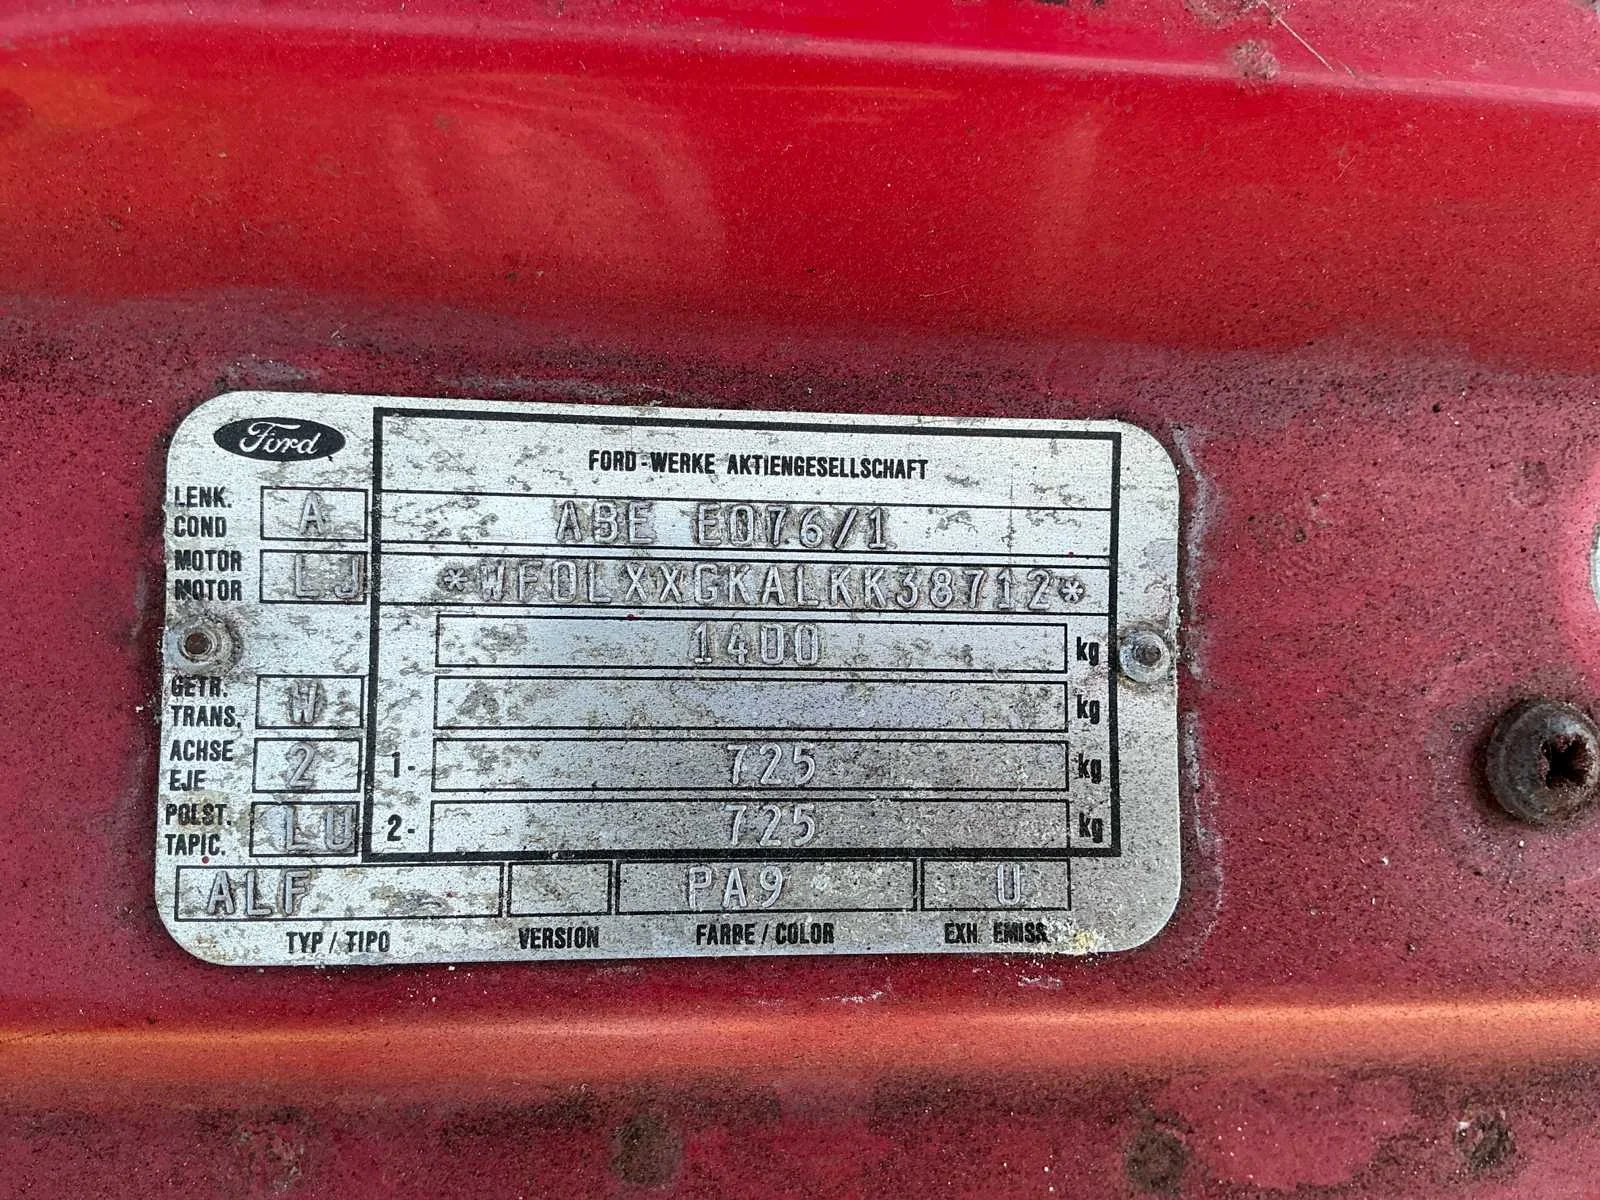 Ford
FORD-WERKE AKTIENGESELLSCHAFT
LENK.
COND
A
ABE E076/1
MOTOR
MOTOR
LJ
*WF0LXXGKALKK38712*
1400 kg
GETR.
TRANS.
W
kg
ACHSE
EJE
2
1- 725 kg
POLST.
TAPIC.
LU
2- 725 kg
ALF PA9 U
TYP / TIPO VERSION FARBE / COLOR EXH. EMISS.